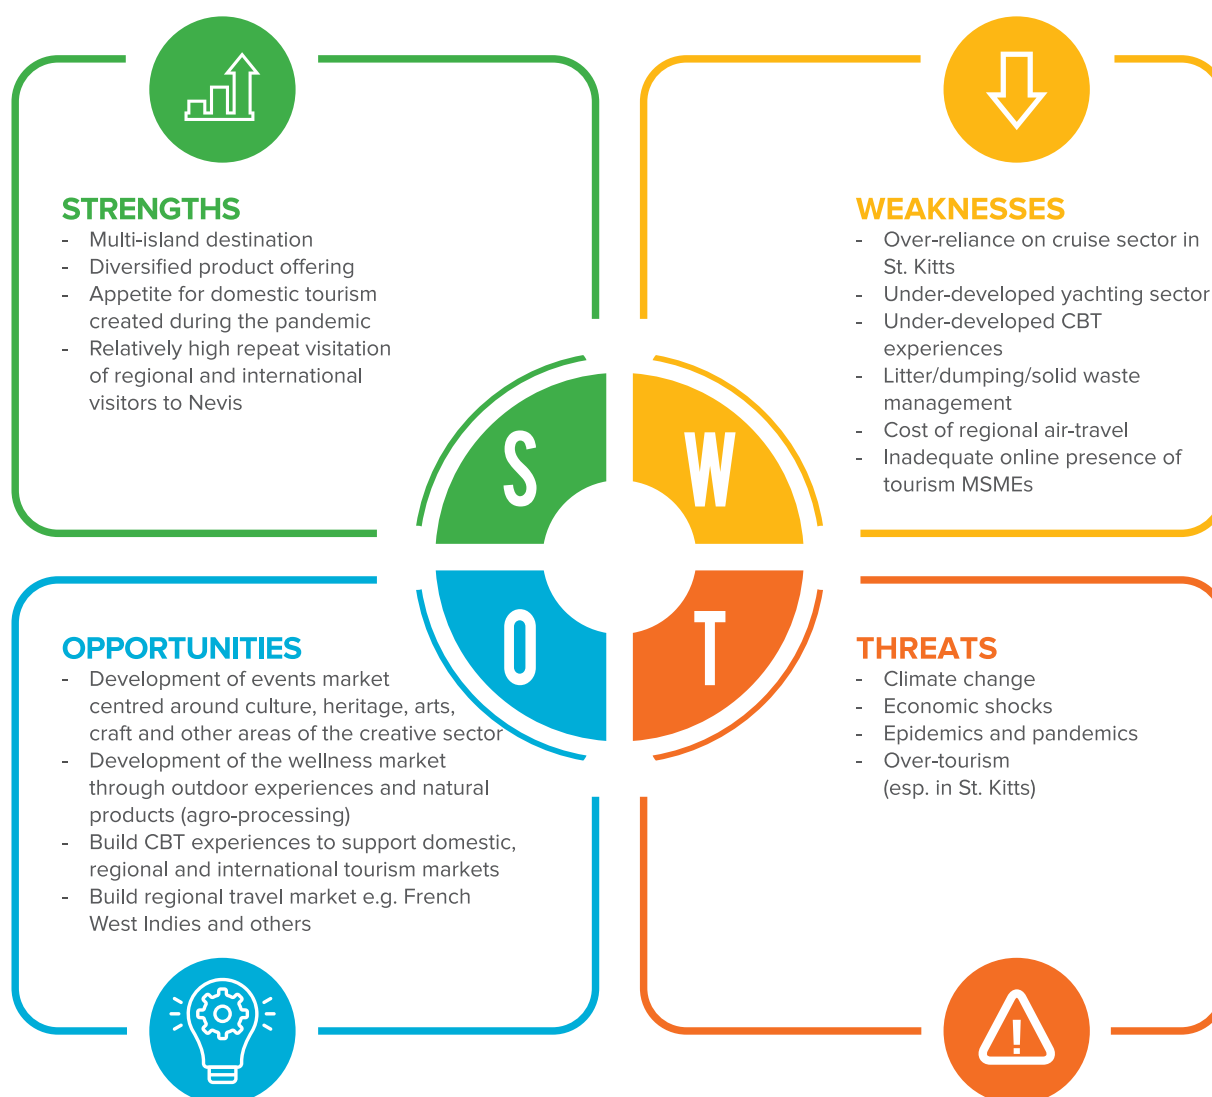 STRENGTHS
- Multi-island destination
- Diversified product offering
- Appetite for domestic tourism
created during the pandemic
- Relatively high repeat visitation
of regional and international
visitors to Nevis
WEAKNESSES
- Over-reliance on cruise sector in
St. Kitts
- Under-developed yachting sector
- Under-developed CBT
experiences
- Litter/dumping/solid waste
management
- Cost of regional air-travel
- Inadequate online presence of
tourism MSMEs
S
W
O
T
OPPORTUNITIES
- Development of events market
centred around culture, heritage, arts,
craft and other areas of the creative sector
- Development of the wellness market
through outdoor experiences and natural
products (agro-processing)
- Build CBT experiences to support domestic,
regional and international tourism markets
- Build regional travel market e.g. French
West Indies and others
THREATS
- Climate change
- Economic shocks
- Epidemics and pandemics
- Over-tourism
(esp. in St. Kitts)
!